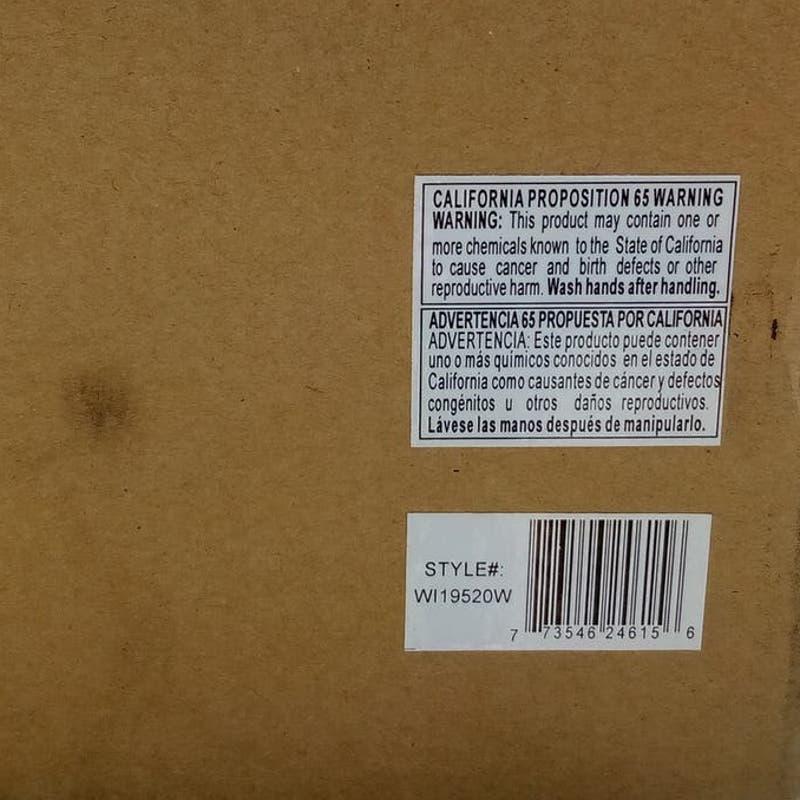 CALIFORNIA PROPOSITION 65 WARNING
WARNING: This product may contain one or
more chemicals known to the State of California
to cause cancer and birth defects or other
reproductive harm. Wash hands after handling.
ADVERTENCIA 65 PROPUESTA POR CALIFORNIA
ADVERTENCIA: Este producto puede contener
uno o más químicos conocidos en el estado de
California como causantes de cáncer y defectos
congénitos u otros daños reproductivos.
Lávese las manos después de manipularlo.
STYLE#:
WI19520W
7 73546 24615 6